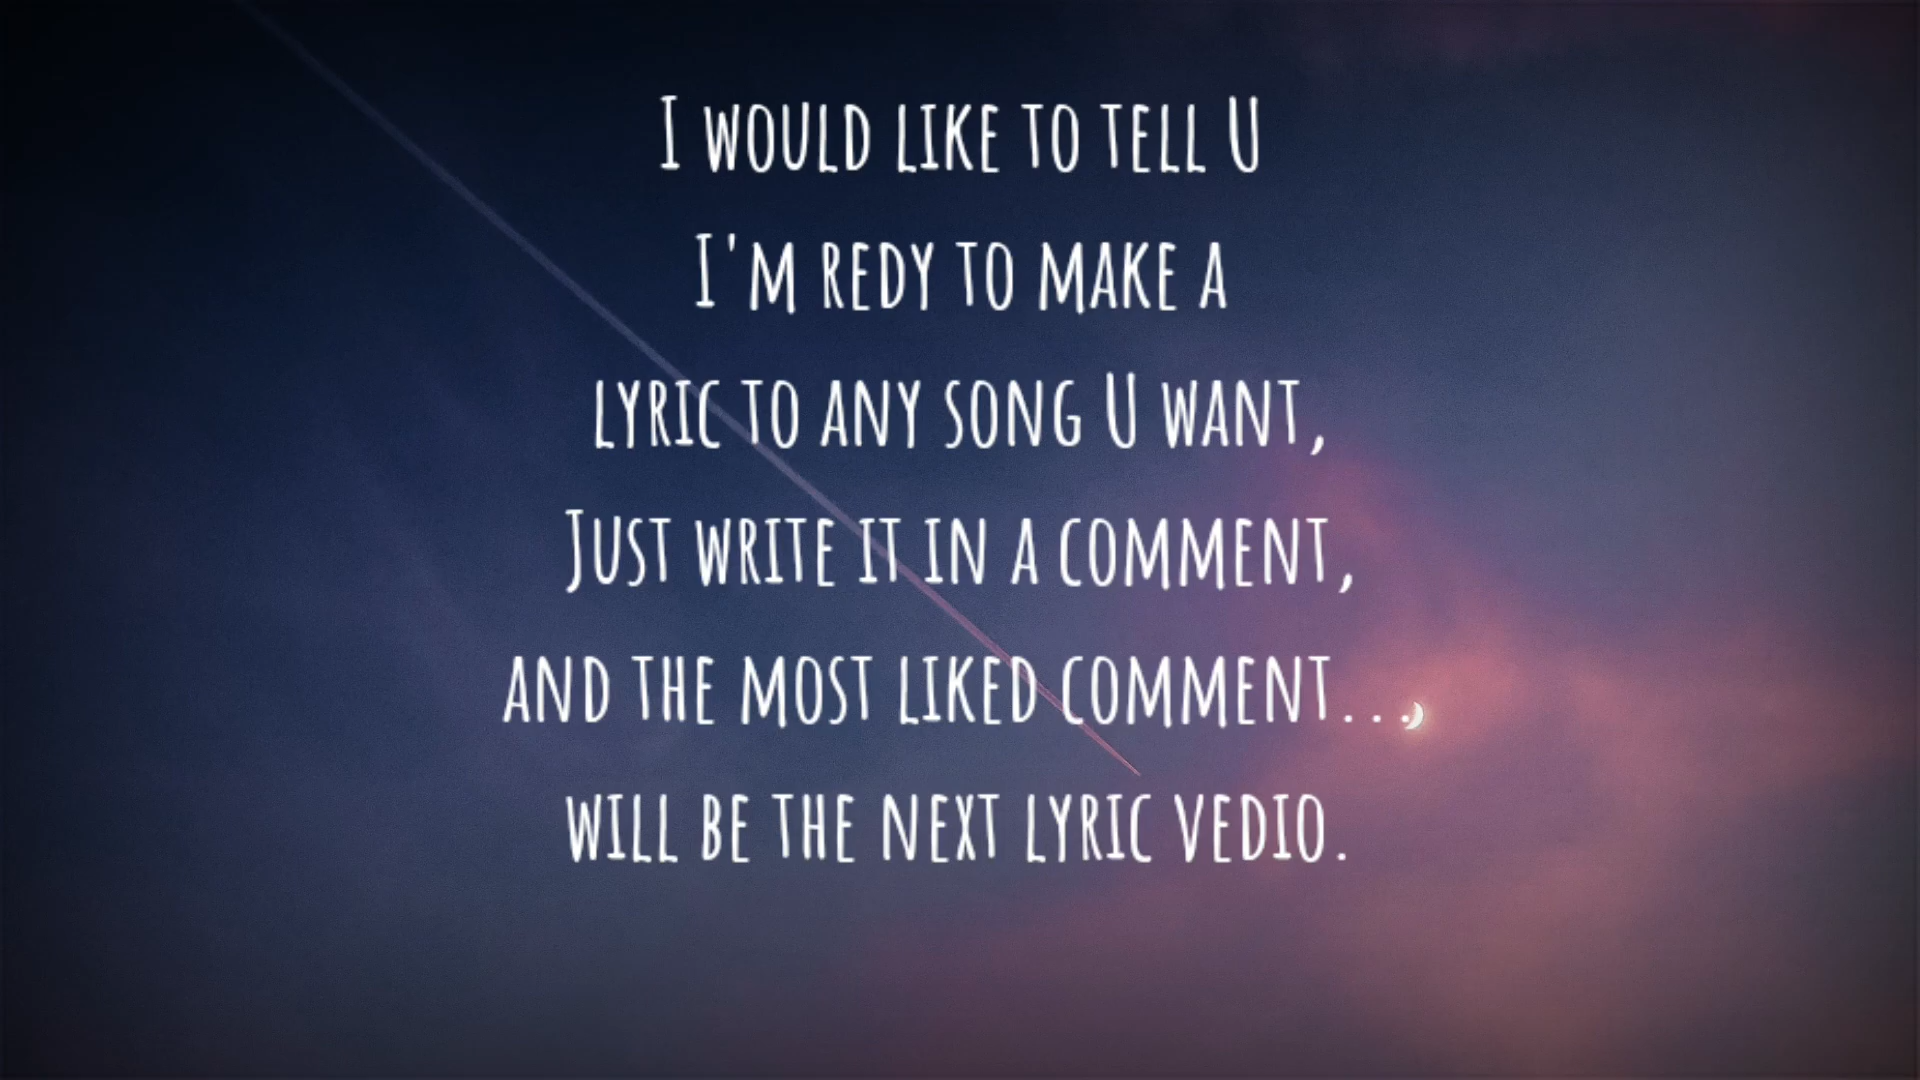 I would like to tell U
I'm redy to make a
lyric to any song U want,
Just write it in a comment,
and the most liked comment...
will be the next lyric vedio.